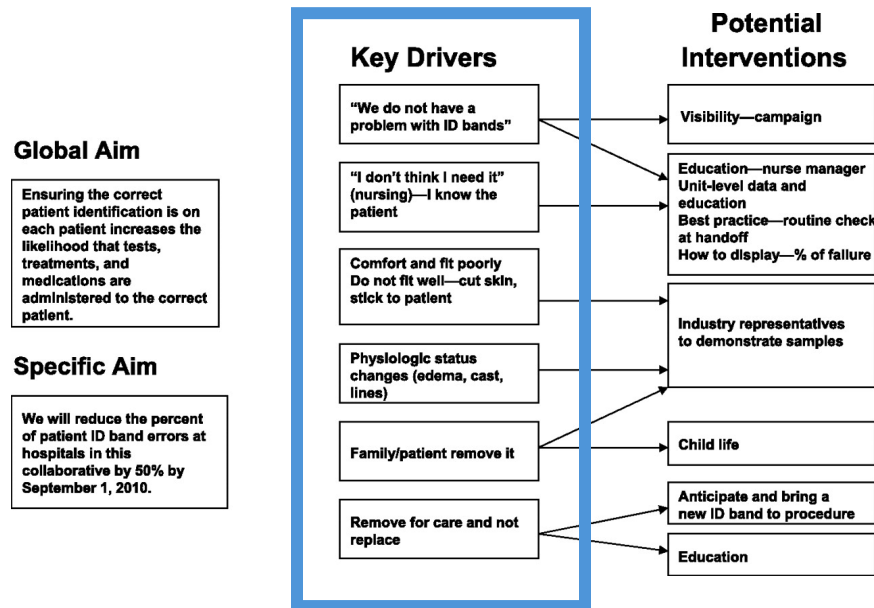 Global Aim
Ensuring the correct
patient identification is on
each patient increases the
likelihood that tests,
treatments, and
medications are
administered to the correct
patient.
Specific Aim
We will reduce the percent
of patient ID band errors at
hospitals in this
collaborative by 50% by
September 1, 2010.
Key Drivers
“We do not have a
problem with ID bands”
“I don’t think I need it”
(nursing)—I know the
patient
Comfort and fit poorly
Do not fit well—cut skin,
stick to patient
Physiologic status
changes (edema, cast,
lines)
Family/patient remove it
Remove for care and not
replace
Potential
Interventions
Visibility—campaign
Education—nurse manager
Unit-level data and
education
Best practice—routine check
at handoff
How to display—% of failure
Industry representatives
to demonstrate samples
Child life
Anticipate and bring a
new ID band to procedure
Education